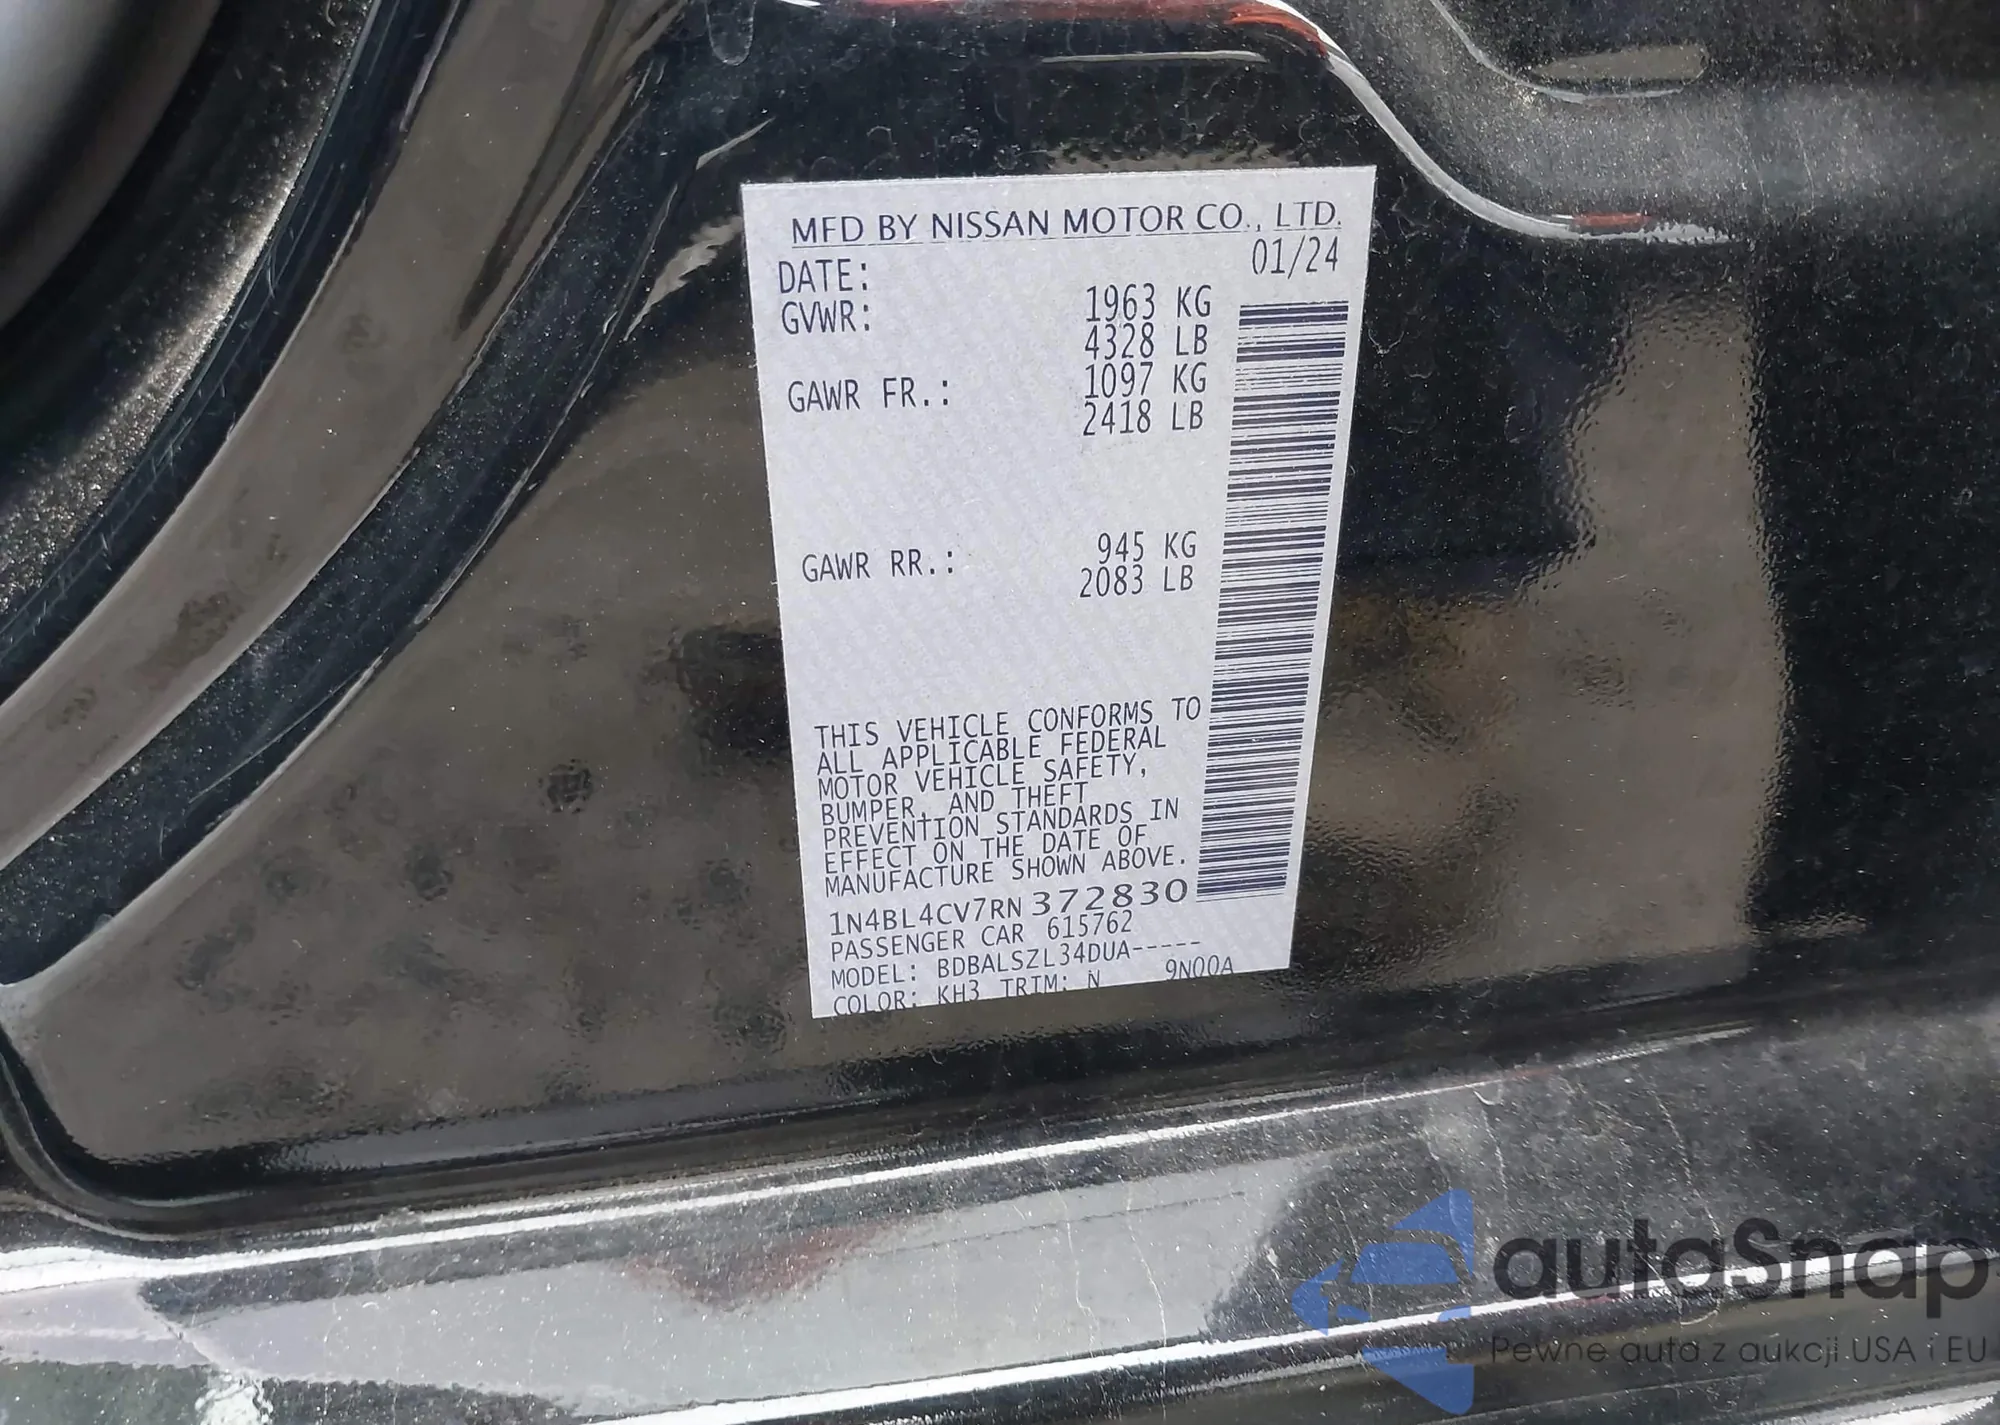 MFD BY NISSAN MOTOR CO., LTD.
DATE: 01/24
GVWR: 1963 KG
4328 LB
GAWR FR.: 1097 KG
2418 LB
GAWR RR.: 945 KG
2083 LB
THIS VEHICLE CONFORMS TO
ALL APPLICABLE FEDERAL
MOTOR VEHICLE SAFETY,
BUMPER, AND THEFT
PREVENTION STANDARDS IN
EFFECT ON THE DATE OF
MANUFACTURE SHOWN ABOVE.
1N4BL4CV7RN372830
PASSENGER CAR 615762
MODEL: BDBALSZL34DUA-----
COLOR: KH3 TRIM: N 9N00A
autaSnap
Pewne auta z aukcji USA i EU